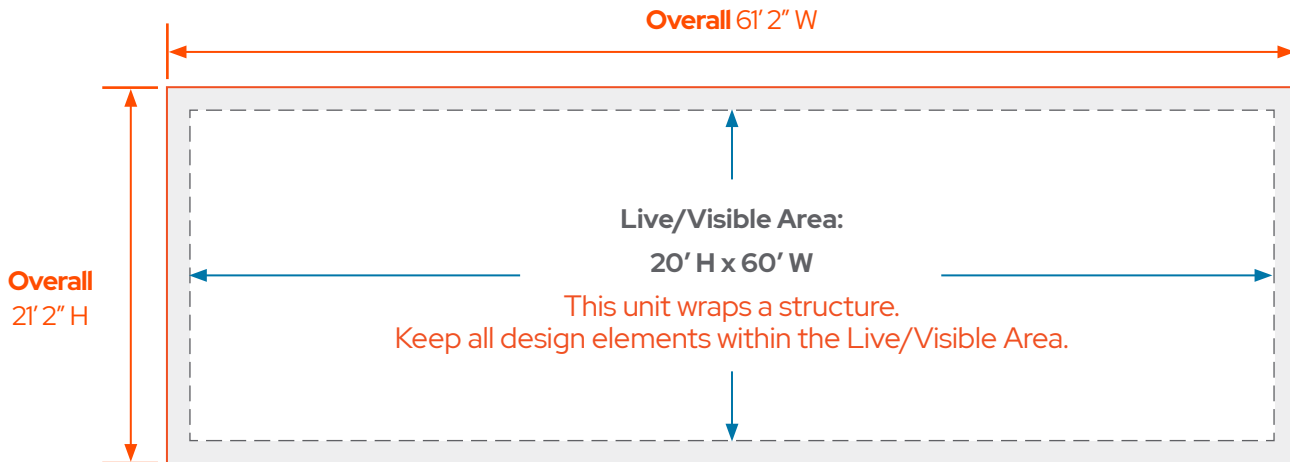 Overall 61′ 2″ W
Live/Visible Area:
20′ H x 60′ W
Overall
21′ 2″ H
This unit wraps a structure.
Keep all design elements within the Live/Visible Area.